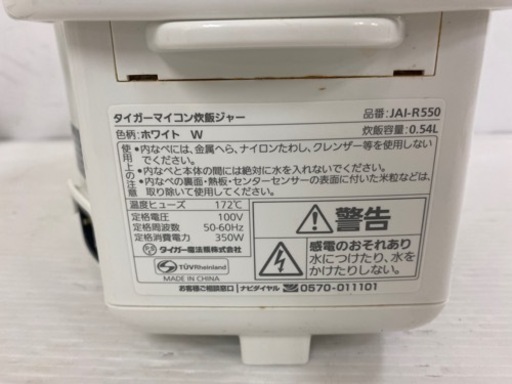 タイガーマイコン炊飯ジャー 品番:JAI-R550
色柄:ホワイト W 炊飯容量:0.54L
使用上の注意
•内なべには、金属へら、ナイロンたわし、クレンザー等を使用しないでください。
•内なべと本体の間には絶対に水を入れないでください。
•内なべの裏面・熱板・センターセンサーの表面に付いた米粒などは、
取り除いて使用してください。
温度ヒューズ 172℃
定格電圧 100V
定格周波数 50-60Hz
定格消費電力 350W
タイガー魔法瓶株式会社
TÜVRheinland
MADE IN CHINA
警告
感電のおそれあり
水につけたり、水を
かけたりしない。
お客様ご相談窓口 ナビダイヤル 0570-011101